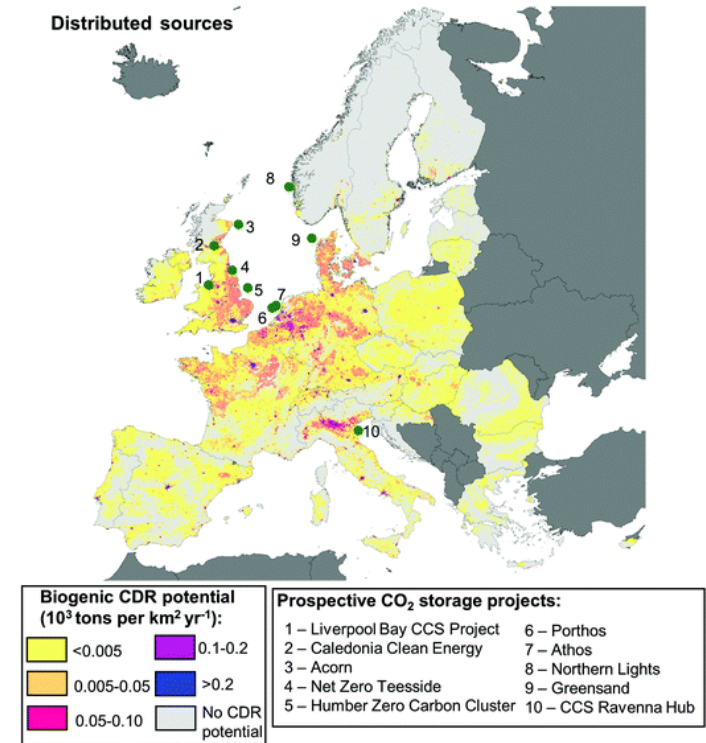 Distributed sources
8
3
9
2
4
1
5
7
6
10
Biogenic CDR potential
(10³ tons per km² yr⁻¹):
<0.005
0.1-0.2
0.005-0.05
>0.2
0.05-0.10
No CDR
potential
Prospective CO₂ storage projects:
1 – Liverpool Bay CCS Project
2 – Caledonia Clean Energy
3 – Acorn
4 – Net Zero Teesside
5 – Humber Zero Carbon Cluster
6 – Porthos
7 – Athos
8 – Northern Lights
9 – Greensand
10 – CCS Ravenna Hub